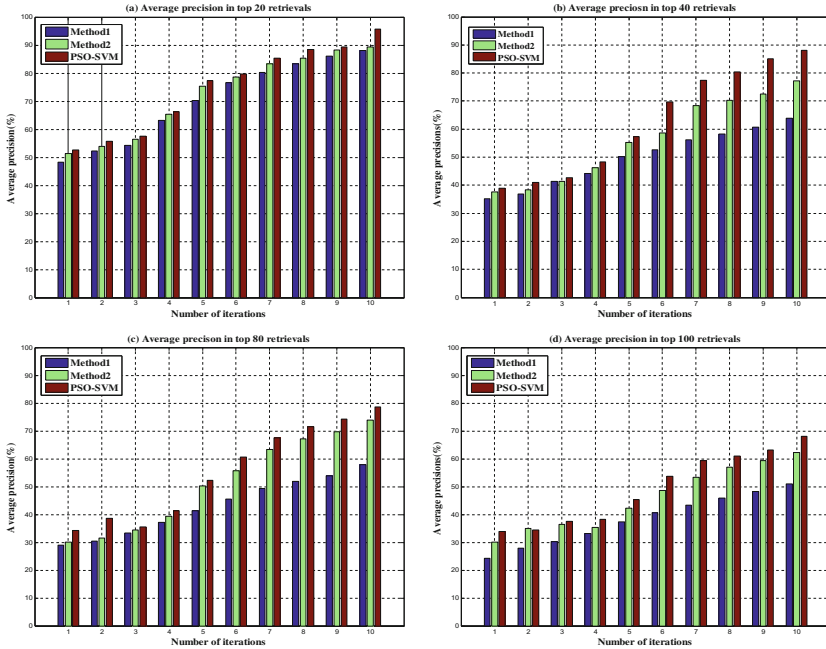 (a) Average precision in top 20 retrievals
100
90
80
70
60
50
40
30
20
10
0
Average precision(%)
Method1
Method2
PSO-SVM
1 2 3 4 5 6 7 8 9 10
Number of iterations
(b) Average preciosn in top 40 retrievals
100
90
80
70
60
50
40
30
20
10
0
Average precisions(%)
Method1
Method2
PSO-SVM
1 2 3 4 5 6 7 8 9 10
Number of iterations
(c) Average precison in top 80 retrievals
100
90
80
70
60
50
40
30
20
10
0
Average precision(%)
Method1
Method2
PSO-SVM
1 2 3 4 5 6 7 8 9 10
Number of iterations
(d) Average precision in top 100 retrievals
100
90
80
70
60
50
40
30
20
10
0
Average precisions(%)
Method1
Method2
PSO-SVM
1 2 3 4 5 6 7 8 9 10
Number of iterations